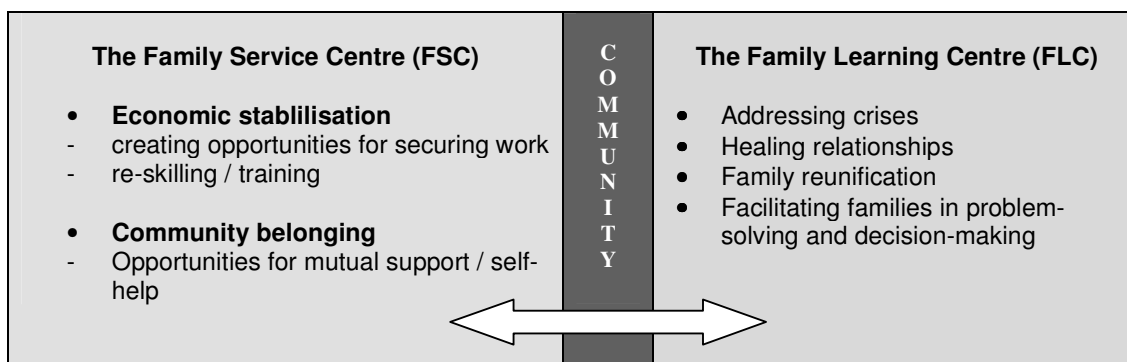 The Family Service Centre (FSC)
• Economic stablilisation
- creating opportunities for securing work
- re-skilling / training
• Community belonging
- Opportunities for mutual support / self-
help
C
O
M
M
U
N
I
T
Y
The Family Learning Centre (FLC)
• Addressing crises
• Healing relationships
• Family reunification
• Facilitating families in problem-
solving and decision-making